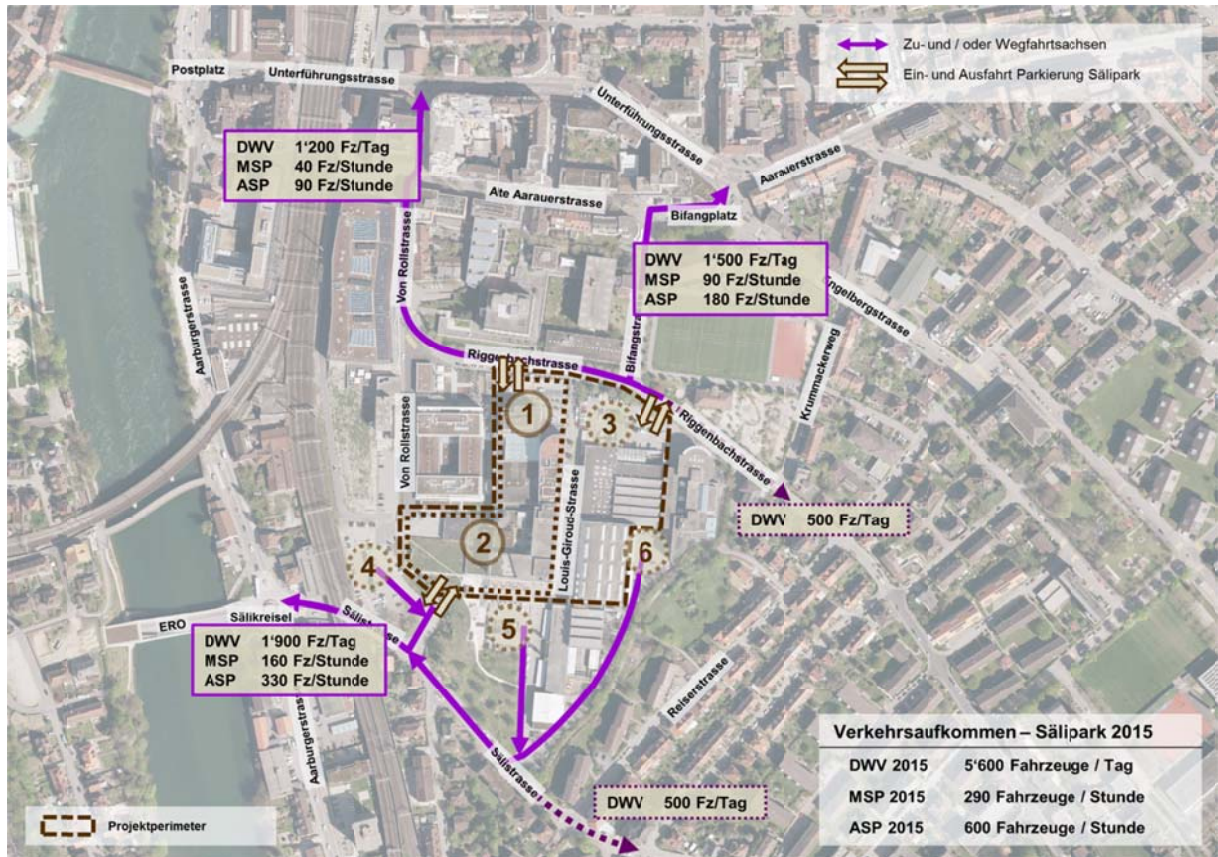 Zu- und / oder Wegfahrtsachsen
Ein- und Ausfahrt Parkierung Sälipark
Postplatz
Unterführungsstrasse
Unterführungsstrasse
Aarauerstrasse
DWV 1'200 Fz/Tag
MSP 40 Fz/Stunde
ASP 90 Fz/Stunde
Ate Aarauerstrasse
Bifangplatz
Von Rollstrasse
DWV 1'500 Fz/Tag
MSP 90 Fz/Stunde
ASP 180 Fz/Stunde
Engelbergstrasse
Aarburgerstrasse
Bifangstra
Riggenbachstrasse
Krummackerweg
1
3
Riggenbachstrasse
Von Rollstrasse
Louis-Giroud-Strasse
DWV 500 Fz/Tag
2
6
4
Sälikreisel
ERO
Sälistrasse
5
DWV 1'900 Fz/Tag
MSP 160 Fz/Stunde
ASP 330 Fz/Stunde
Reiserstrasse
Aarburgerstrasse
Sälistrasse
Verkehrsaufkommen – Sälipark 2015
DWV 2015 5'600 Fahrzeuge / Tag
MSP 2015 290 Fahrzeuge / Stunde
ASP 2015 600 Fahrzeuge / Stunde
DWV 500 Fz/Tag
Projektperimeter